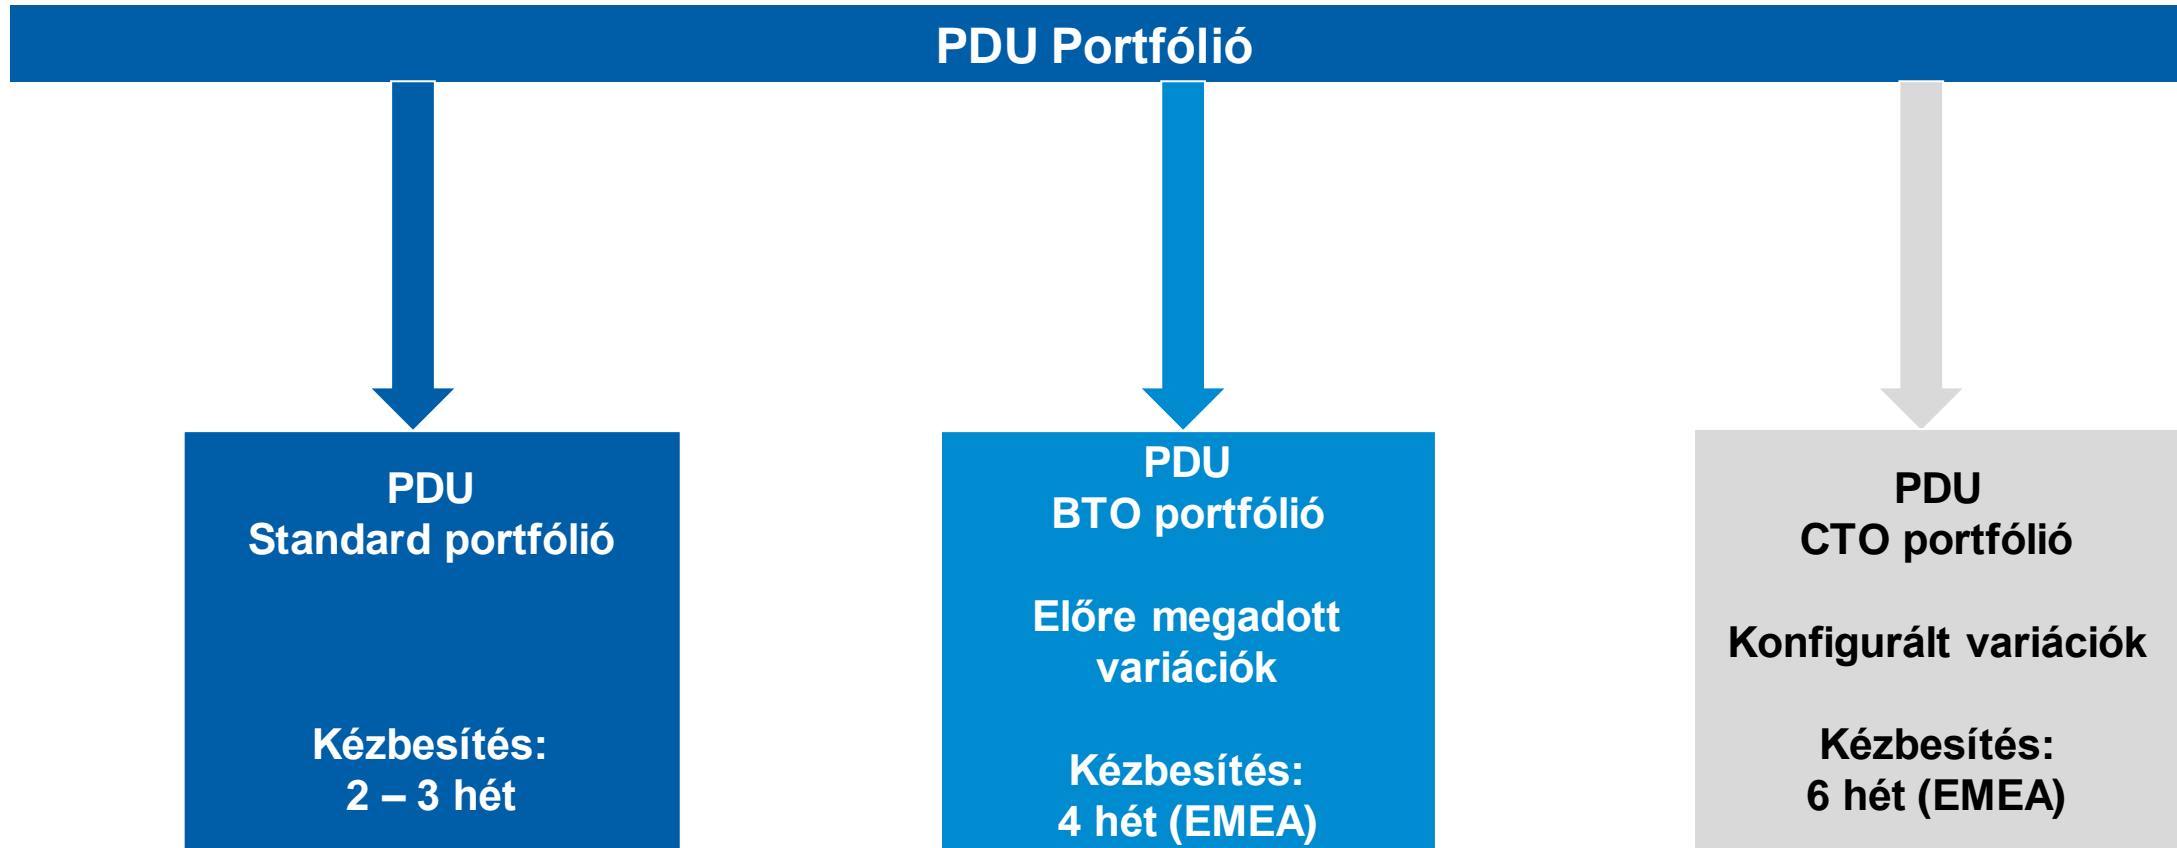 PDU Portfólió
PDU
Standard portfólió
Kézbesítés:
2 – 3 hét
PDU
BTO portfólió
Előre megadott
variációk
Kézbesítés:
4 hét (EMEA)
PDU
CTO portfólió
Konfigurált variációk
Kézbesítés:
6 hét (EMEA)